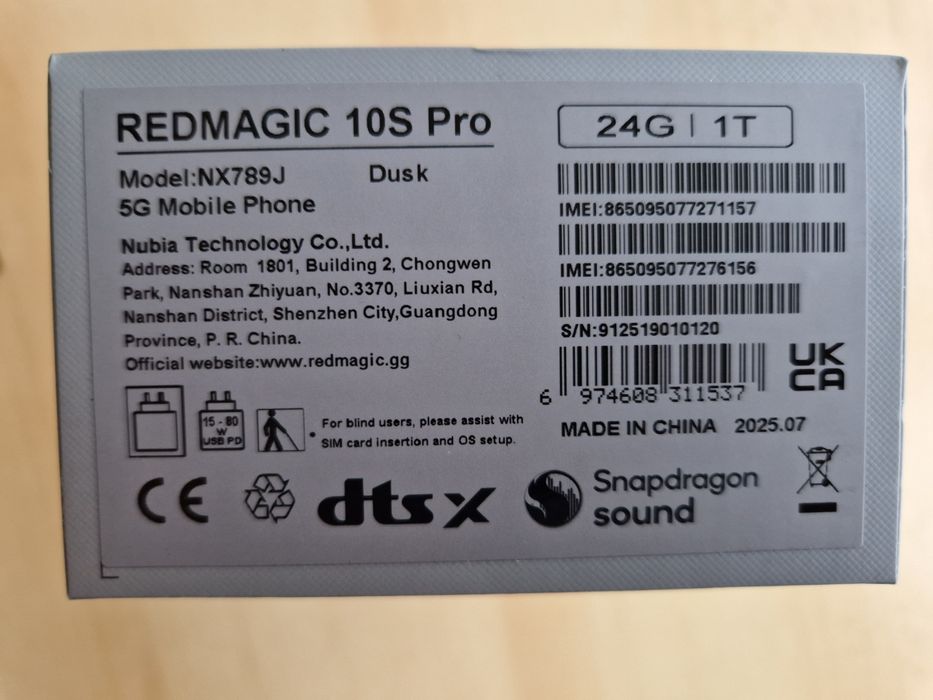 REDMAGIC 10S Pro
24G | 1T
Model:NX789J Dusk
5G Mobile Phone
Nubia Technology Co.,Ltd.
Address: Room 1801, Building 2, Chongwen
Park, Nanshan Zhiyuan, No.3370, Liuxian Rd,
Nanshan District, Shenzhen City,Guangdong
Province, P. R. China.
Official website:www.redmagic.gg
IMEI:865095077271157
IMEI:865095077276156
S/N:912519010120
6 974608 311537
UK
CA
MADE IN CHINA 2025.07
15 - 80
W
USB PD
For blind users, please assist with
SIM card insertion and OS setup.
CE
dts x
Snapdragon
sound